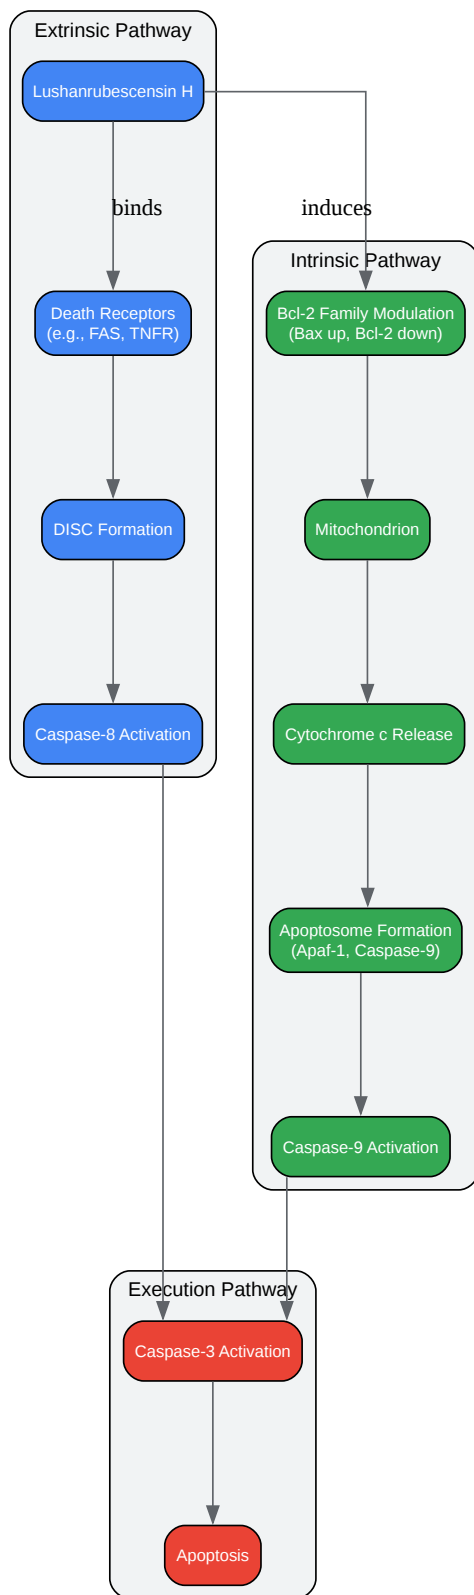 Extrinsic Pathway
Lushanrubescensin H
binds
induces
Intrinsic Pathway
Death Receptors
(e.g., FAS, TNFR)
Bcl-2 Family Modulation
(Bax up, Bcl-2 down)
DISC Formation
Mitochondrion
Caspase-8 Activation
Cytochrome c Release
Apoptosome Formation
(Apaf-1, Caspase-9)
Caspase-9 Activation
Execution Pathway
Caspase-3 Activation
Apoptosis